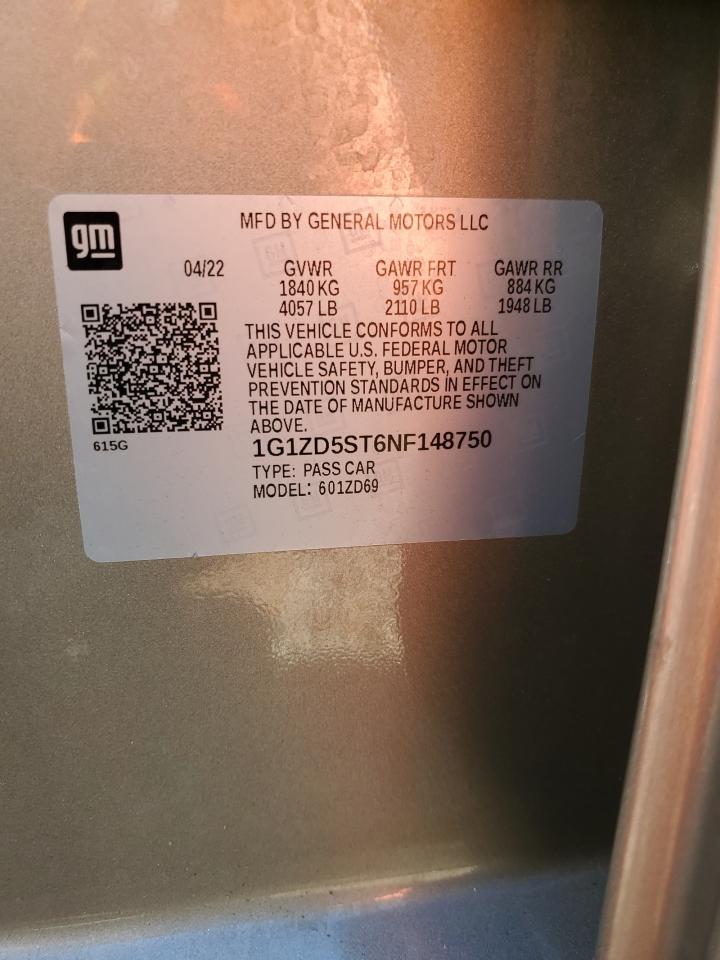 gm
MFD BY GENERAL MOTORS LLC
04/22 GVWR GAWR FRT GAWR RR
1840 KG 957 KG 884 KG
4057 LB 2110 LB 1948 LB
THIS VEHICLE CONFORMS TO ALL
APPLICABLE U.S. FEDERAL MOTOR
VEHICLE SAFETY, BUMPER, AND THEFT
PREVENTION STANDARDS IN EFFECT ON
THE DATE OF MANUFACTURE SHOWN
ABOVE.
615G
1G1ZD5ST6NF148750
TYPE: PASS CAR
MODEL: 601ZD69